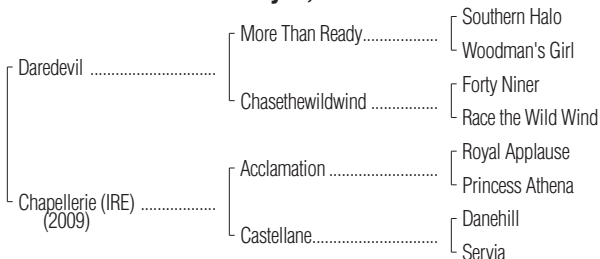 Southern Halo
More Than Ready..................
Woodman's Girl
Daredevil ..............................
Forty Niner
Chasethewildwind ................
Race the Wild Wind
Royal Applause
Acclamation ..........................
Princess Athena
Chapellerie (IRE) ..................
(2009)
Danehill
Castellane..............................
Servia